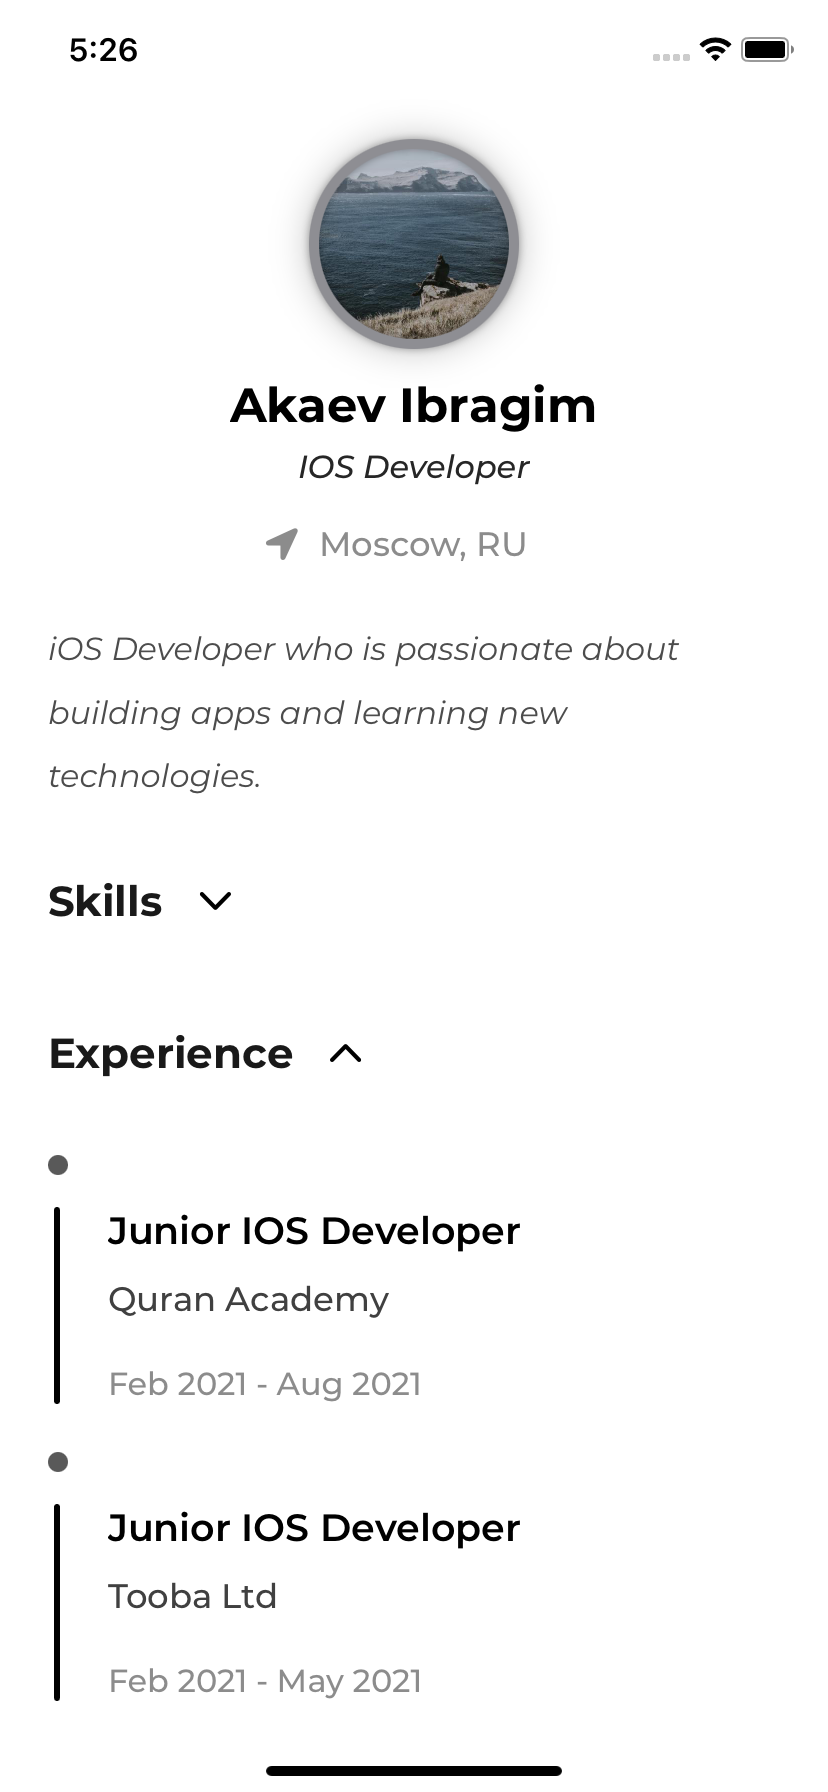 5:26
Akaev Ibragim
IOS Developer
Moscow, RU
iOS Developer who is passionate about
building apps and learning new
technologies.
Skills
Experience
Junior IOS Developer
Quran Academy
Feb 2021 - Aug 2021
Junior IOS Developer
Tooba Ltd
Feb 2021 - May 2021